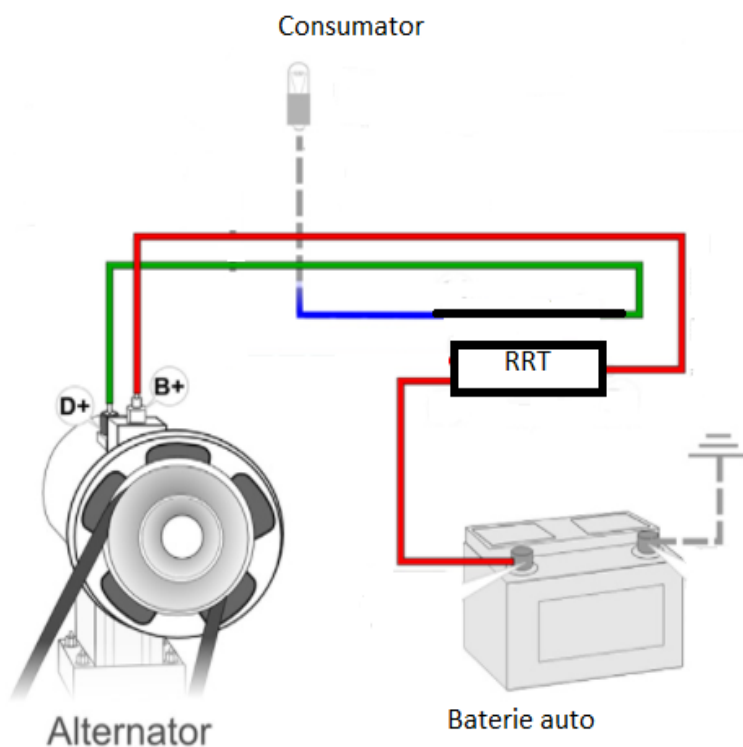 Consumator
RRT
D+
B+
Alternator
Baterie auto